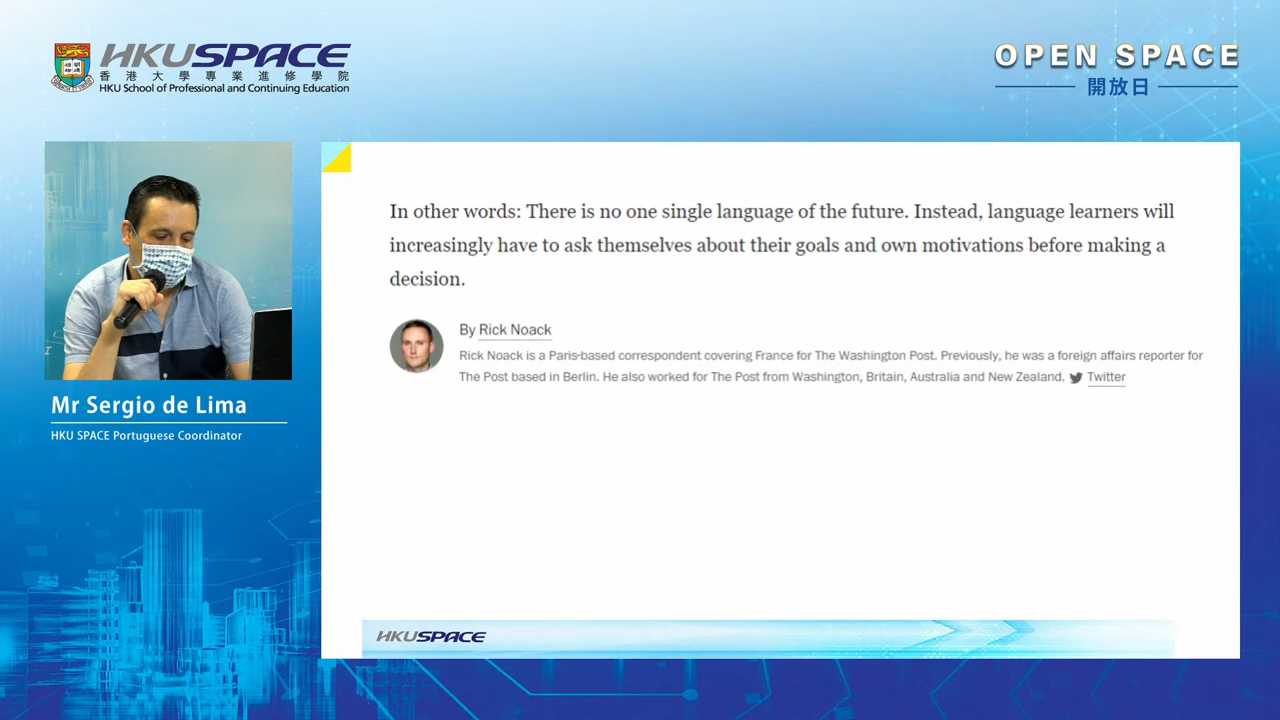 HKUSPACE
香港大學專業進修學院
HKU School of Professional and Continuing Education
OPEN SPACE
開放日
In other words: There is no one single language of the future. Instead, language learners will
increasingly have to ask themselves about their goals and own motivations before making a
decision.
By Rick Noack
Rick Noack is a Paris-based correspondent covering France for The Washington Post. Previously, he was a foreign affairs reporter for
The Post based in Berlin. He also worked for The Post from Washington, Britain, Australia and New Zealand. Twitter
Mr Sergio de Lima
HKU SPACE Portuguese Coordinator
HKUSPACE